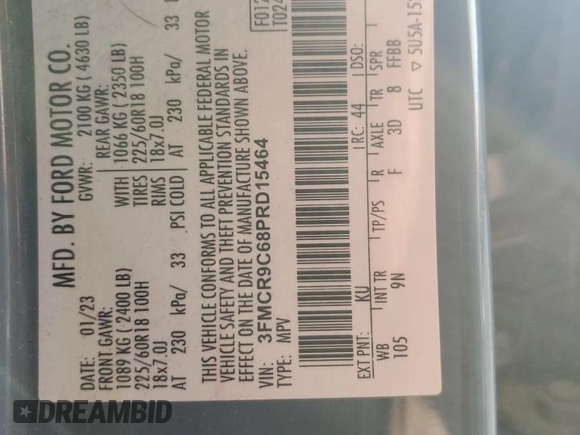 MFD. BY FORD MOTOR CO.
DATE: 01/23
GVWR: 2100 KG ( 4630 LB)
FRONT GAWR:
REAR GAWR:
1089 KG ( 2400 LB)
WITH
1066 KG ( 2350 LB)
225/60R18 100H
TIRES
225/60R18 100H
18x7.0J
RIMS
18x7.0J
AT 230 kPa/ 33 PSI COLD
AT 230 kPa/ 33
THIS VEHICLE CONFORMS TO ALL APPLICABLE FEDERAL MOTOR
VEHICLE SAFETY AND THEFT PREVENTION STANDARDS IN
EFFECT ON THE DATE OF MANUFACTURE SHOWN ABOVE.
VIN: 3FMCR9C68PRD15464
TYPE: MPV
F012
T024
EXT PNT: KU
RC: 44
DSO:
WB
INT TR
TP/PS
R
AXLE
TR
SPR
105
9N
F
3D
8
FFBB
UTC ▽ 5U5A-15
DREAMBID